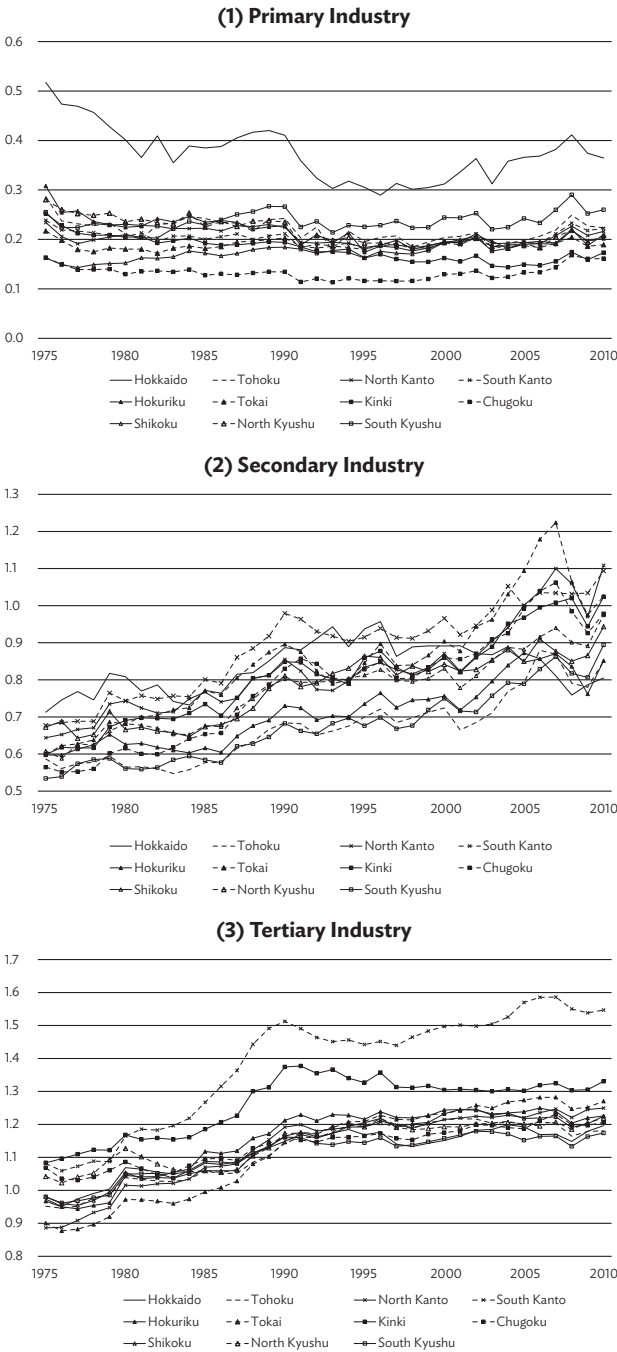 (1) Primary Industry
0.6
0.5
0.4
0.3
0.2
0.1
0.0
1975 1980 1985 1990 1995 2000 2005 2010
Hokkaido Tohoku North Kanto South Kanto
Hokuriku Tokai Kinki Chugoku
Shikoku North Kyushu South Kyushu
(2) Secondary Industry
1.3
1.2
1.1
1.0
0.9
0.8
0.7
0.6
0.5
1975 1980 1985 1990 1995 2000 2005 2010
Hokkaido Tohoku North Kanto South Kanto
Hokuriku Tokai Kinki Chugoku
Shikoku North Kyushu South Kyushu
(3) Tertiary Industry
1.7
1.6
1.5
1.4
1.3
1.2
1.1
1.0
0.9
0.8
1975 1980 1985 1990 1995 2000 2005 2010
Hokkaido Tohoku North Kanto South Kanto
Hokuriku Tokai Kinki Chugoku
Shikoku North Kyushu South Kyushu